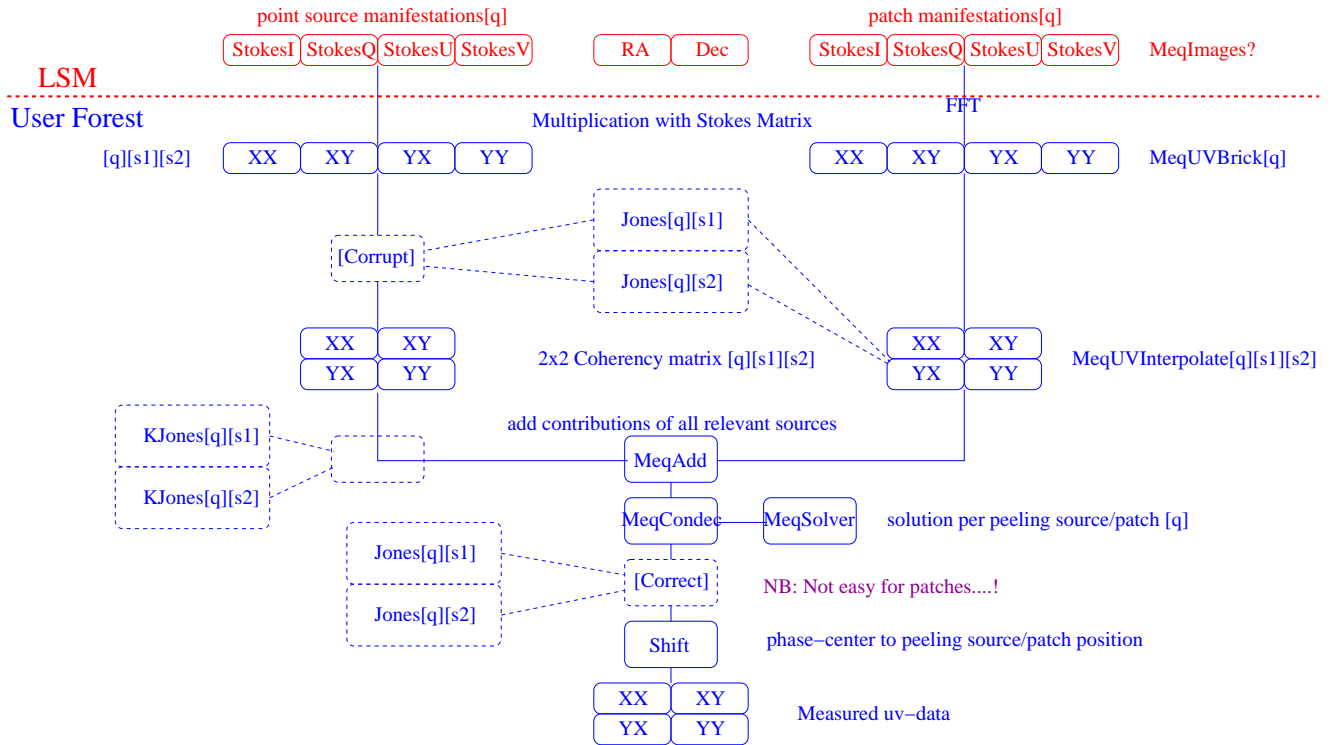 point source manifestations[q] patch manifestations[q]
StokesI StokesQ StokesU StokesV RA Dec StokesI StokesQ StokesU StokesV MeqImages?
LSM
User Forest
FFT
Multiplication with Stokes Matrix
[q][s1][s2] XX XY YX YY XX XY YX YY MeqUVBrick[q]
Jones[q][s1]
[Corrupt]
Jones[q][s2]
XX XY XX XY
2x2 Coherency matrix [q][s1][s2] MeqUVInterpolate[q][s1][s2]
YX YY YX YY
add contributions of all relevant sources
KJones[q][s1]
MeqAdd
KJones[q][s2]
MeqCondec MeqSolver solution per peeling source/patch [q]
Jones[q][s1]
[Correct] NB: Not easy for patches....!
Jones[q][s2]
Shift phase−center to peeling source/patch position
XX XY
Measured uv−data
YX YY